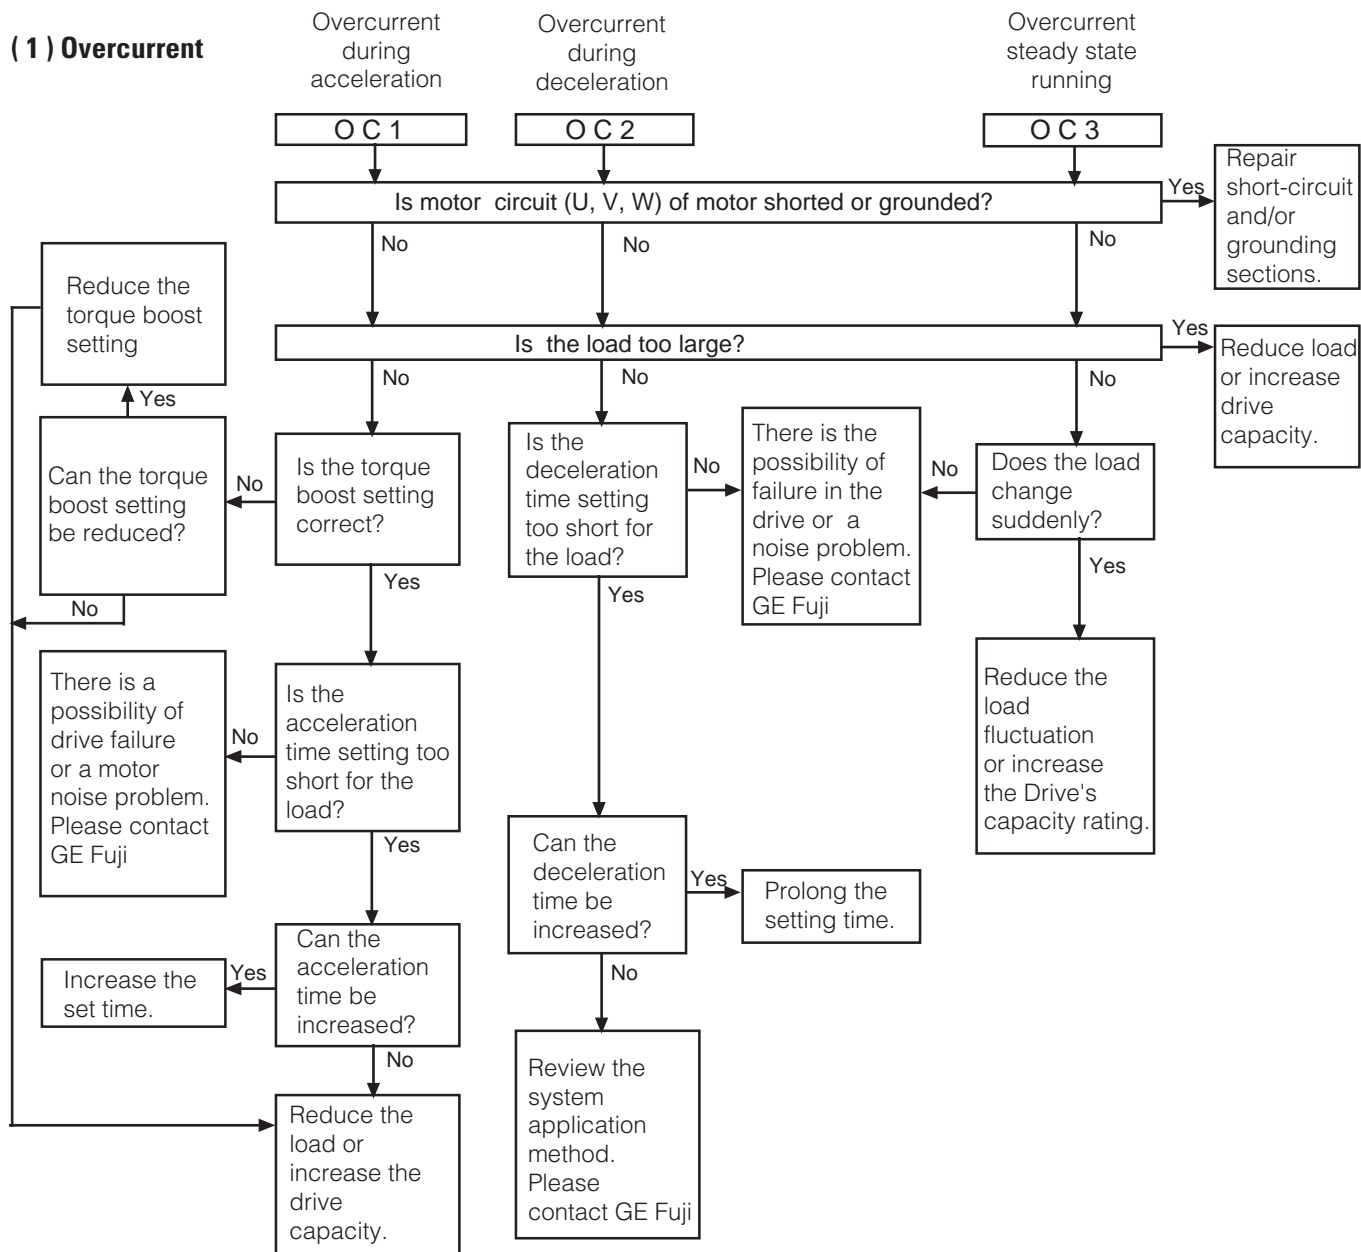 ( 1 ) Overcurrent
Overcurrent
during
acceleration
Overcurrent
during
deceleration
Overcurrent
steady state
running
O C 1
O C 2
O C 3
Is motor circuit (U, V, W) of motor shorted or grounded?
Yes
Repair
short-circuit
and/or
grounding
sections.
No
No
No
Reduce the
torque boost
setting
Is the load too large?
Yes
Reduce load
or increase
drive
capacity.
No
No
No
Yes
Can the torque
boost setting
be reduced?
No
Is the torque
boost setting
correct?
Is the
deceleration
time setting
too short for
the load?
No
There is the
possibility of
failure in the
drive or a
noise problem.
Please contact
GE Fuji
No
Does the load
change
suddenly?
No
Yes
Yes
Yes
There is a
possibility of
drive failure
or a motor
noise problem.
Please contact
GE Fuji
No
Is the
acceleration
time setting too
short for the
load?
Reduce the
load
fluctuation
or increase
the Drive's
capacity rating.
Yes
Can the
deceleration
time be
increased?
Yes
Prolong the
setting time.
Increase the
set time.
Yes
Can the
acceleration
time be
increased?
No
No
Reduce the
load or
increase the
drive
capacity.
Review the
system
application
method.
Please
contact GE Fuji